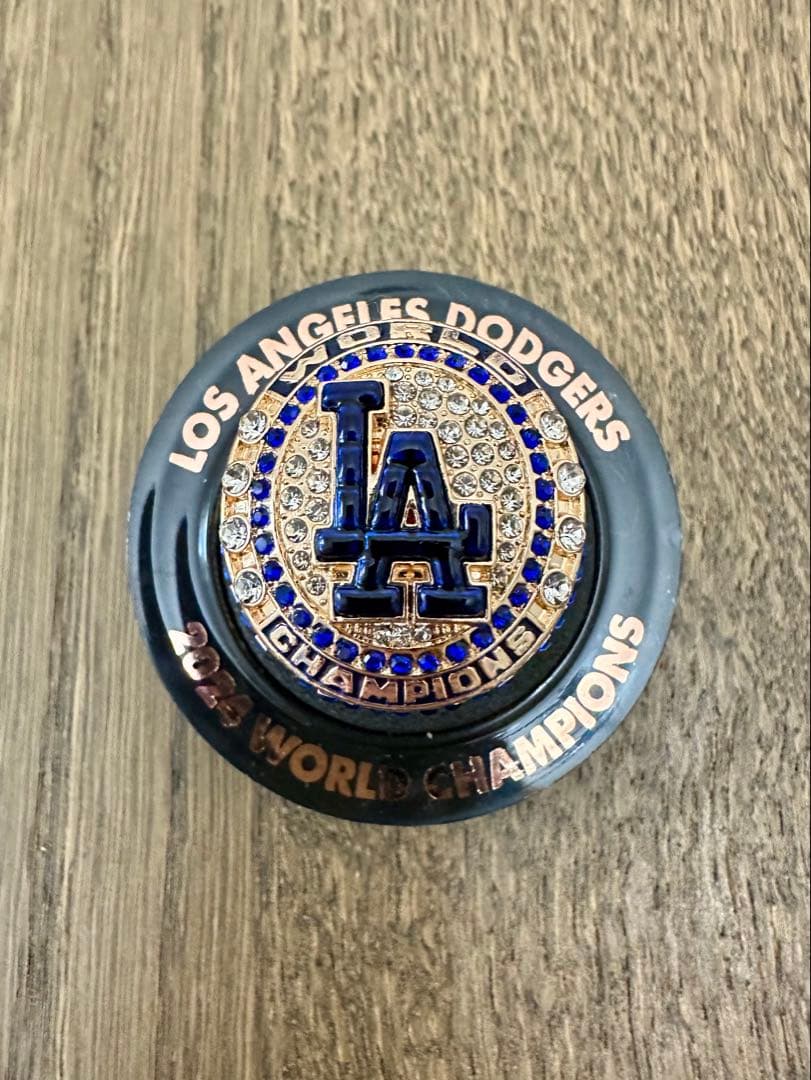 LOS ANGELES DODGERS
WORLD
LA
CHAMPIONS
2024 WORLD CHAMPIONS